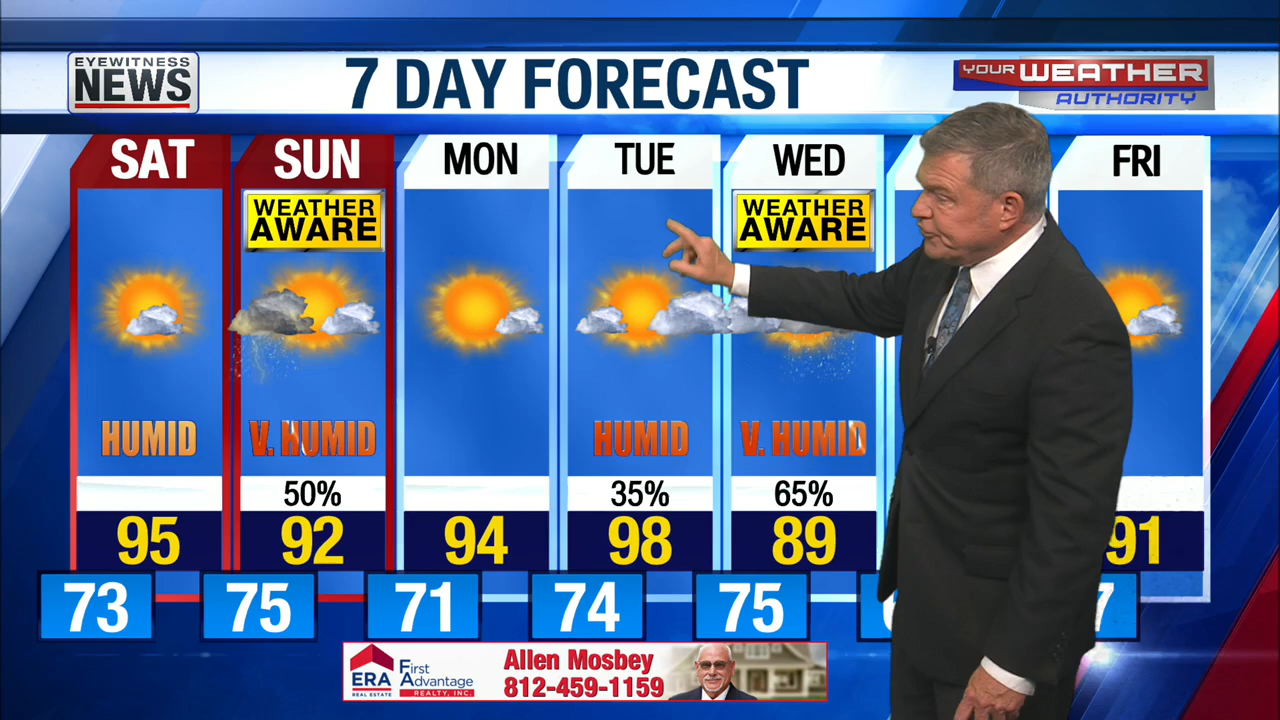 EYEWITNESS
NEWS
7 DAY FORECAST
YOUR WEATHER
AUTHORITY
SAT
SUN
MON
TUE
WED
FRI
WEATHER
AWARE
WEATHER
AWARE
HUMID
V. HUMID
HUMID
V. HUMID
50%
35%
65%
95
92
94
98
89
91
73
75
71
74
75
ERA
REAL ESTATE
First
Advantage
REALTY, INC.
Allen Mosbey
812-459-1159